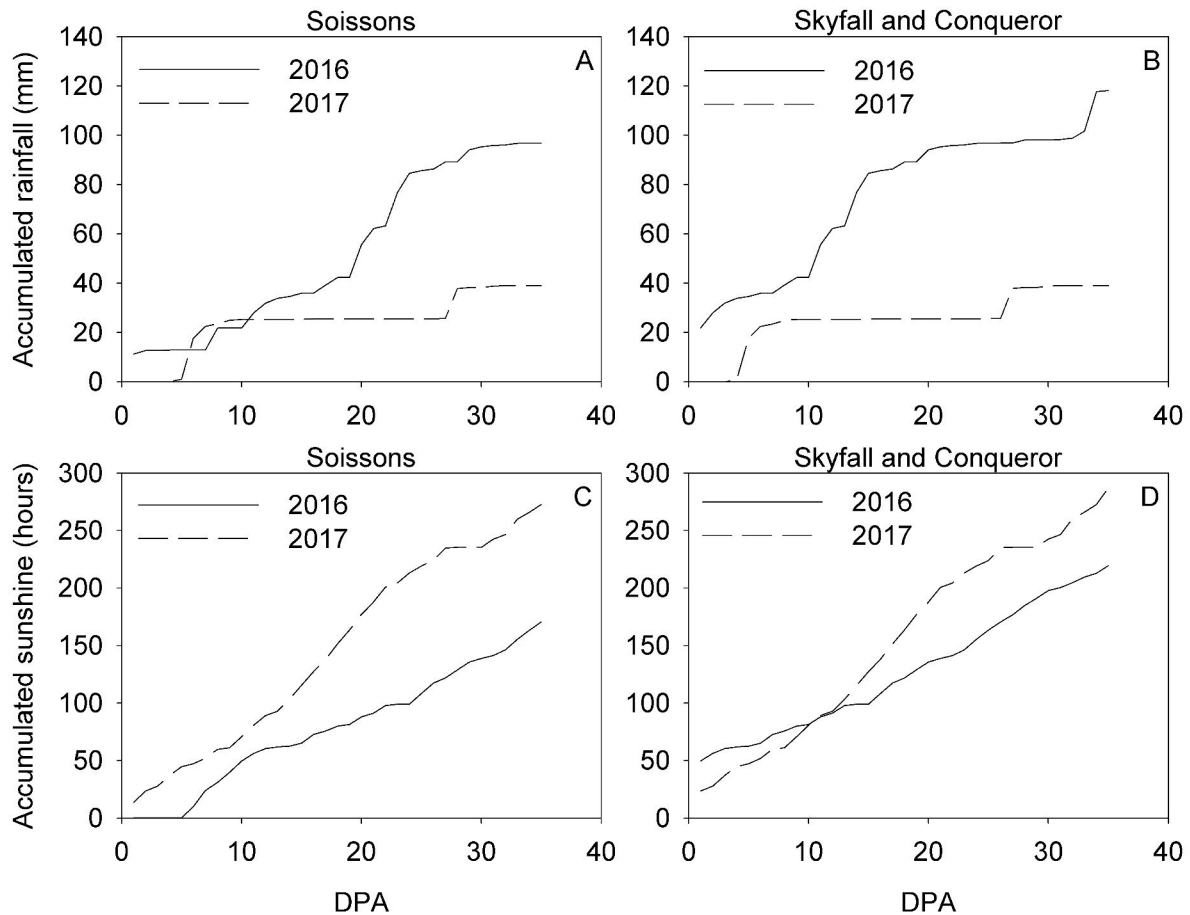 Soissons
Skyfall and Conqueror
Accumulated rainfall (mm)
140
120
100
80
60
40
20
0
2016
2017
A
0 10 20 30 40
140
120
100
80
60
40
20
0
2016
2017
B
0 10 20 30 40
Soissons
Skyfall and Conqueror
Accumulated sunshine (hours)
300
250
200
150
100
50
0
2016
2017
C
0 10 20 30 40
DPA
300
250
200
150
100
50
0
2016
2017
D
0 10 20 30 40
DPA